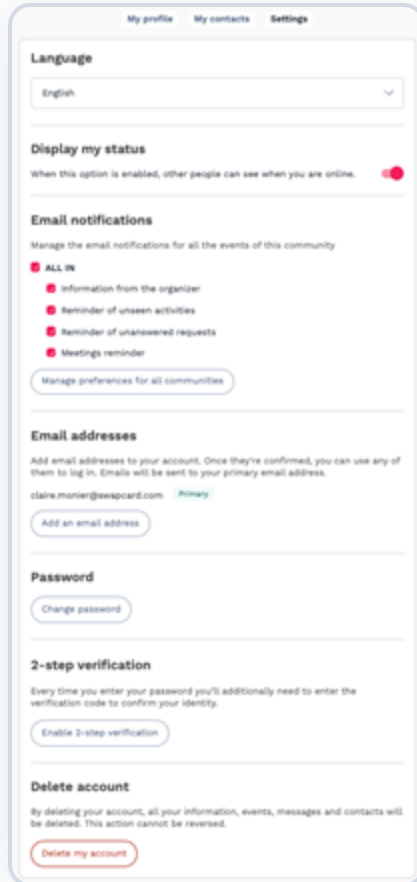 My profile My contacts Settings
Language
English
Display my status
When this option is enabled, other people can see when you are online.
Email notifications
Manage the email notifications for all the events of this community
ALL IN
Information from the organizer
Reminder of unseen activities
Reminder of unanswered requests
Meetings reminder
Manage preferences for all communities
Email addresses
Add email addresses to your account. Once they're confirmed, you can use any of
them to log in. Emails will be sent to your primary email address.
claire.monier@swapcard.com Primary
Add an email address
Password
Change password
2-step verification
Every time you enter your password you'll additionally need to enter the
verification code to confirm your identity.
Enable 2-step verification
Delete account
By deleting your account, all your information, events, messages and contacts will
be deleted. This action cannot be reversed.
Delete my account